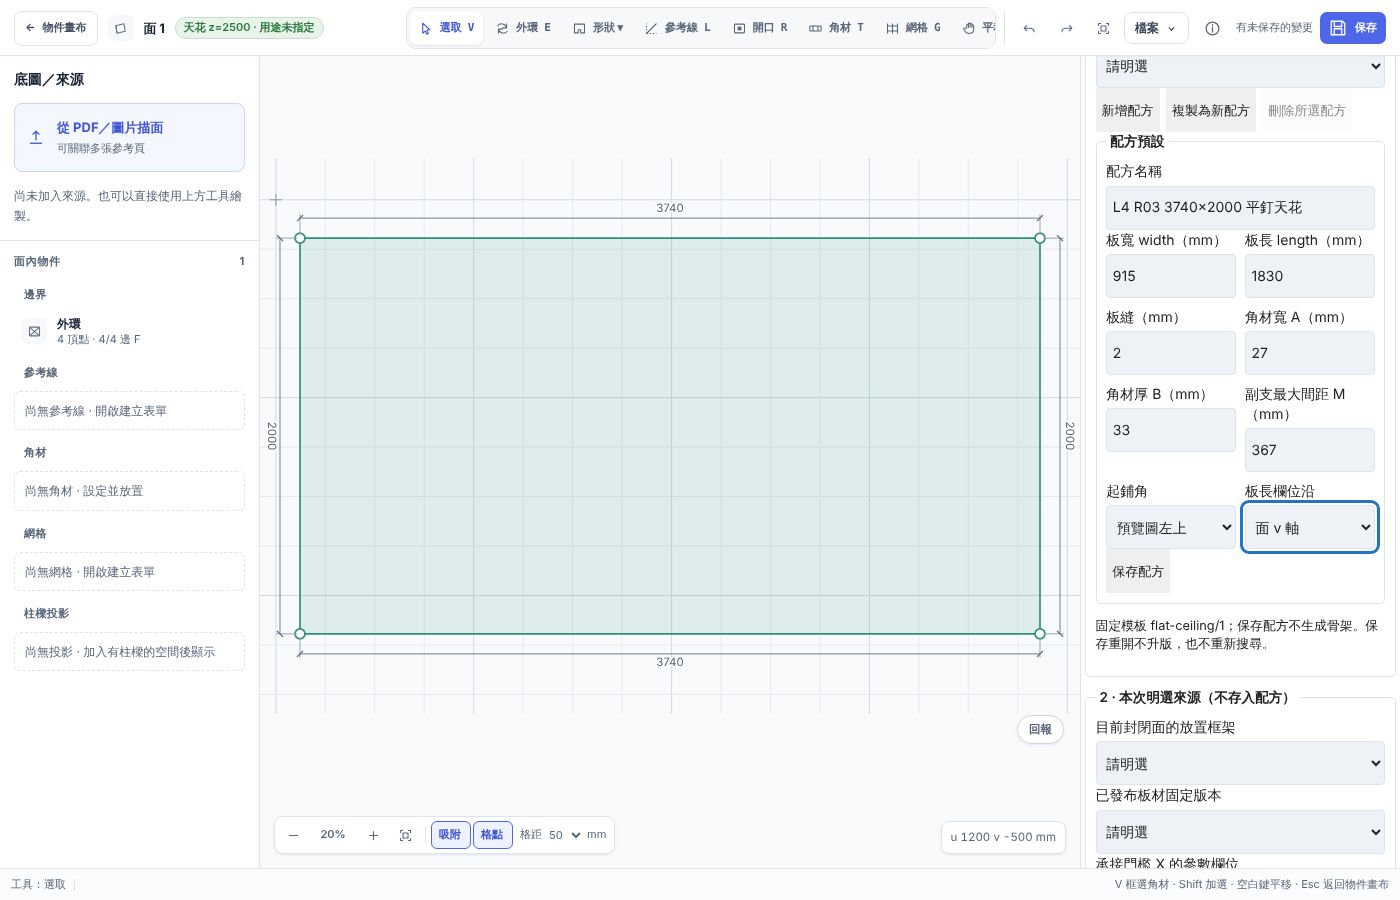 物件畫布
面 1
天花 z=2500 · 用途未指定
選取 V
外環 E
形狀▾
參考線 L
開口 R
角材 T
網格 G
檔案
有未保存的變更
保存
底圖／來源
從 PDF／圖片描面
可關聯多張參考頁
尚未加入來源。也可以直接使用上方工具繪
製。
面內物件
1
邊界
外環
4 頂點 · 4/4 邊 F
參考線
尚無參考線 · 開啟建立表單
角材
尚無角材 · 設定並放置
網格
尚無網格 · 開啟建立表單
柱樑投影
尚無投影 · 加入有柱樑的空間後顯示
3740
2000
2000
3740
回報
20%
吸附
格點
格距
50
mm
u 1200 v -500 mm
請明選
新增配方
複製為新配方
刪除所選配方
配方預設
配方名稱
L4 R03 3740×2000 平釘天花
板寬 width（mm）
板長 length（mm）
915
1830
板縫（mm）
角材寬 A（mm）
2
27
角材厚 B（mm）
副支最大間距 M
（mm）
33
367
起鋪角
板長欄位沿
預覽圖左上
面 v 軸
保存配方
固定模板 flat-ceiling/1；保存配方不生成骨架。保
存重開不升版，也不重新搜尋。
2 · 本次明選來源（不存入配方）
目前封閉面的放置框架
請明選
已發布板材固定版本
請明選
承接門檻 X 的參數欄位
工具：選取
V 框選角材 · Shift 加選 · 空白鍵平移 · Esc 返回物件畫布